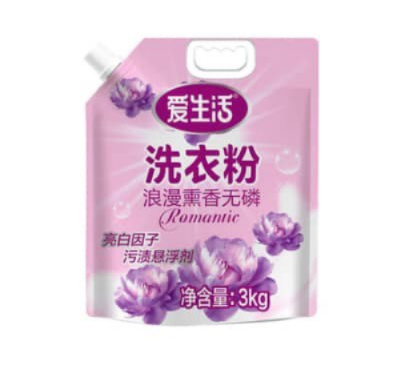 爱生活
洗衣粉
浪漫熏香无磷
Romantic
亮白因子
污渍悬浮剂
净含量:3kg